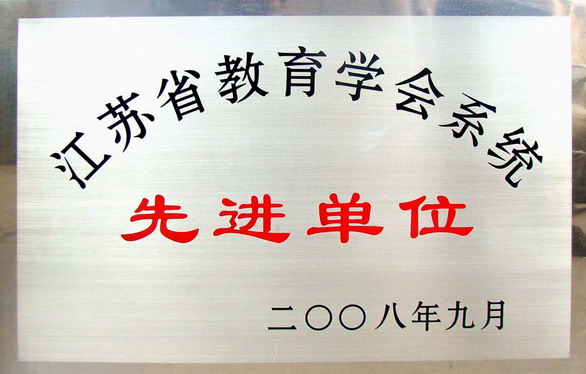 江苏省教育学会系统
先进单位
二〇〇八年九月